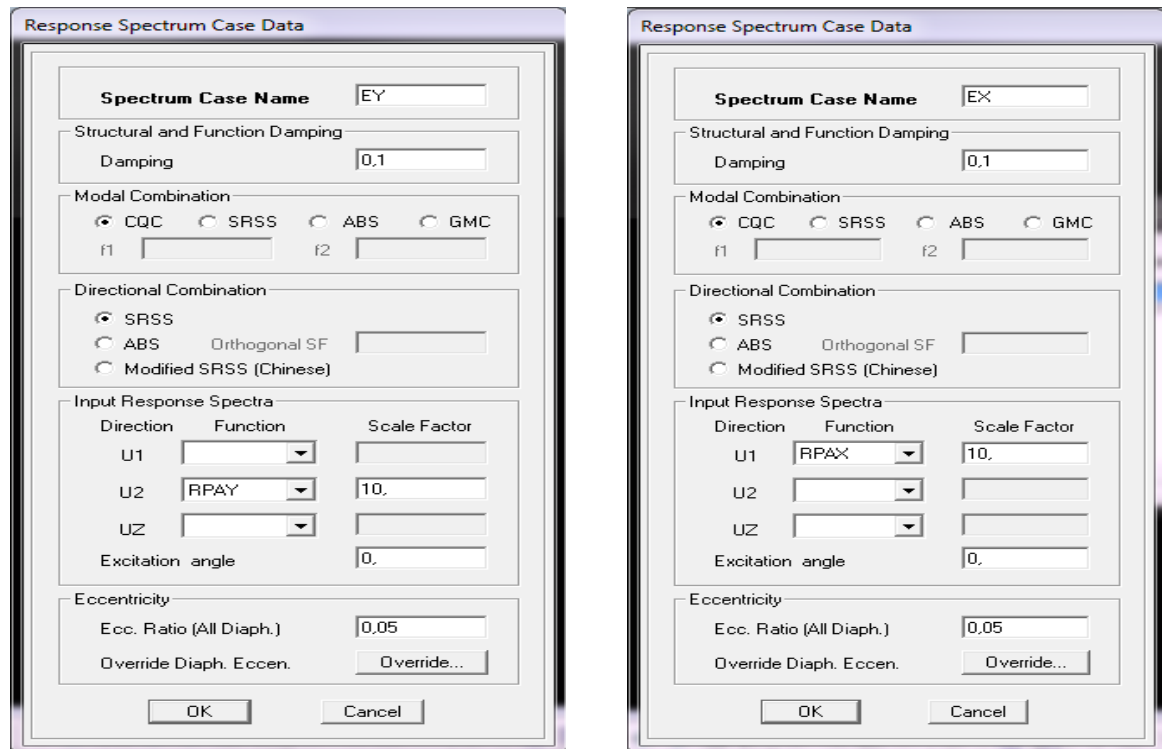 Response Spectrum Case Data
Spectrum Case Name EY
Structural and Function Damping
Damping 0,1
Modal Combination
CQC SRSS ABS GMC
f1 f2
Directional Combination
SRSS
ABS Orthogonal SF
Modified SRSS (Chinese)
Input Response Spectra
Direction Function Scale Factor
U1
U2 RPAY 10,
UZ
Excitation angle 0,
Eccentricity
Ecc. Ratio (All Diaph.) 0,05
Override Diaph. Eccen. Override...
OK Cancel
Response Spectrum Case Data
Spectrum Case Name EX
Structural and Function Damping
Damping 0,1
Modal Combination
CQC SRSS ABS GMC
f1 f2
Directional Combination
SRSS
ABS Orthogonal SF
Modified SRSS (Chinese)
Input Response Spectra
Direction Function Scale Factor
U1 RPAX 10,
U2
UZ
Excitation angle 0,
Eccentricity
Ecc. Ratio (All Diaph.) 0,05
Override Diaph. Eccen. Override...
OK Cancel